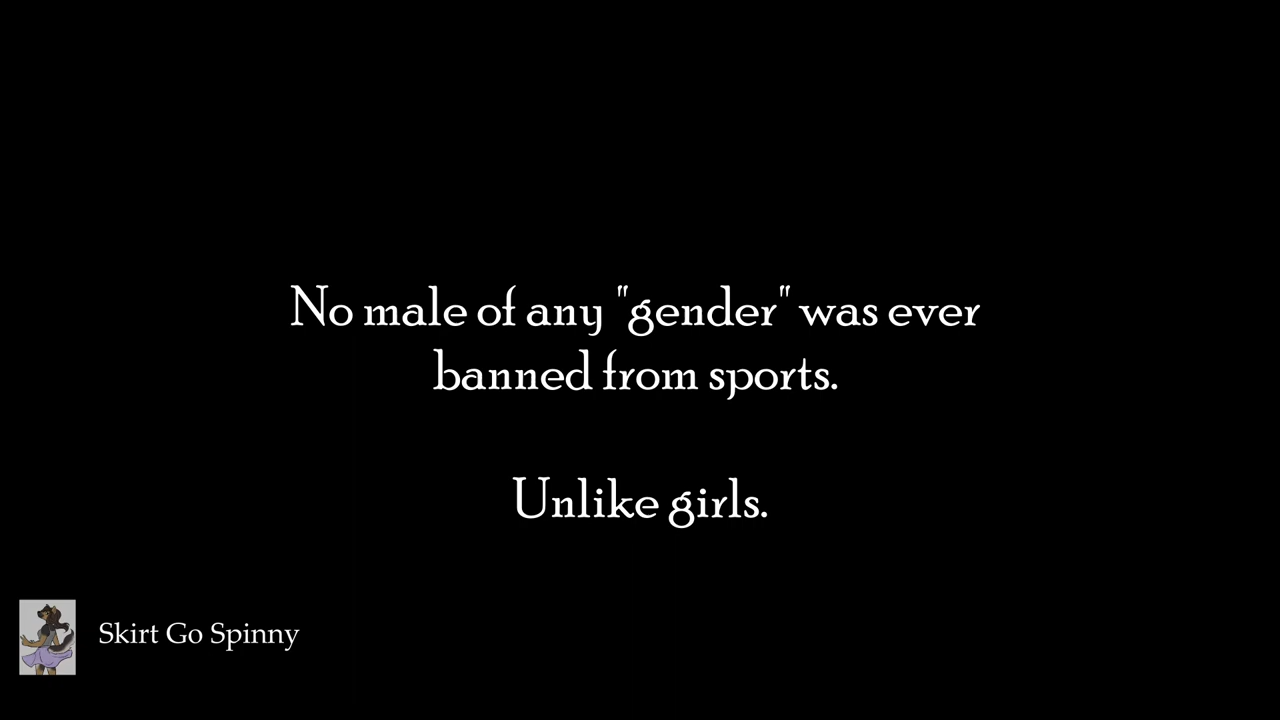 No male of any "gender" was ever
banned from sports.
Unlike girls.
Skirt Go Spinny